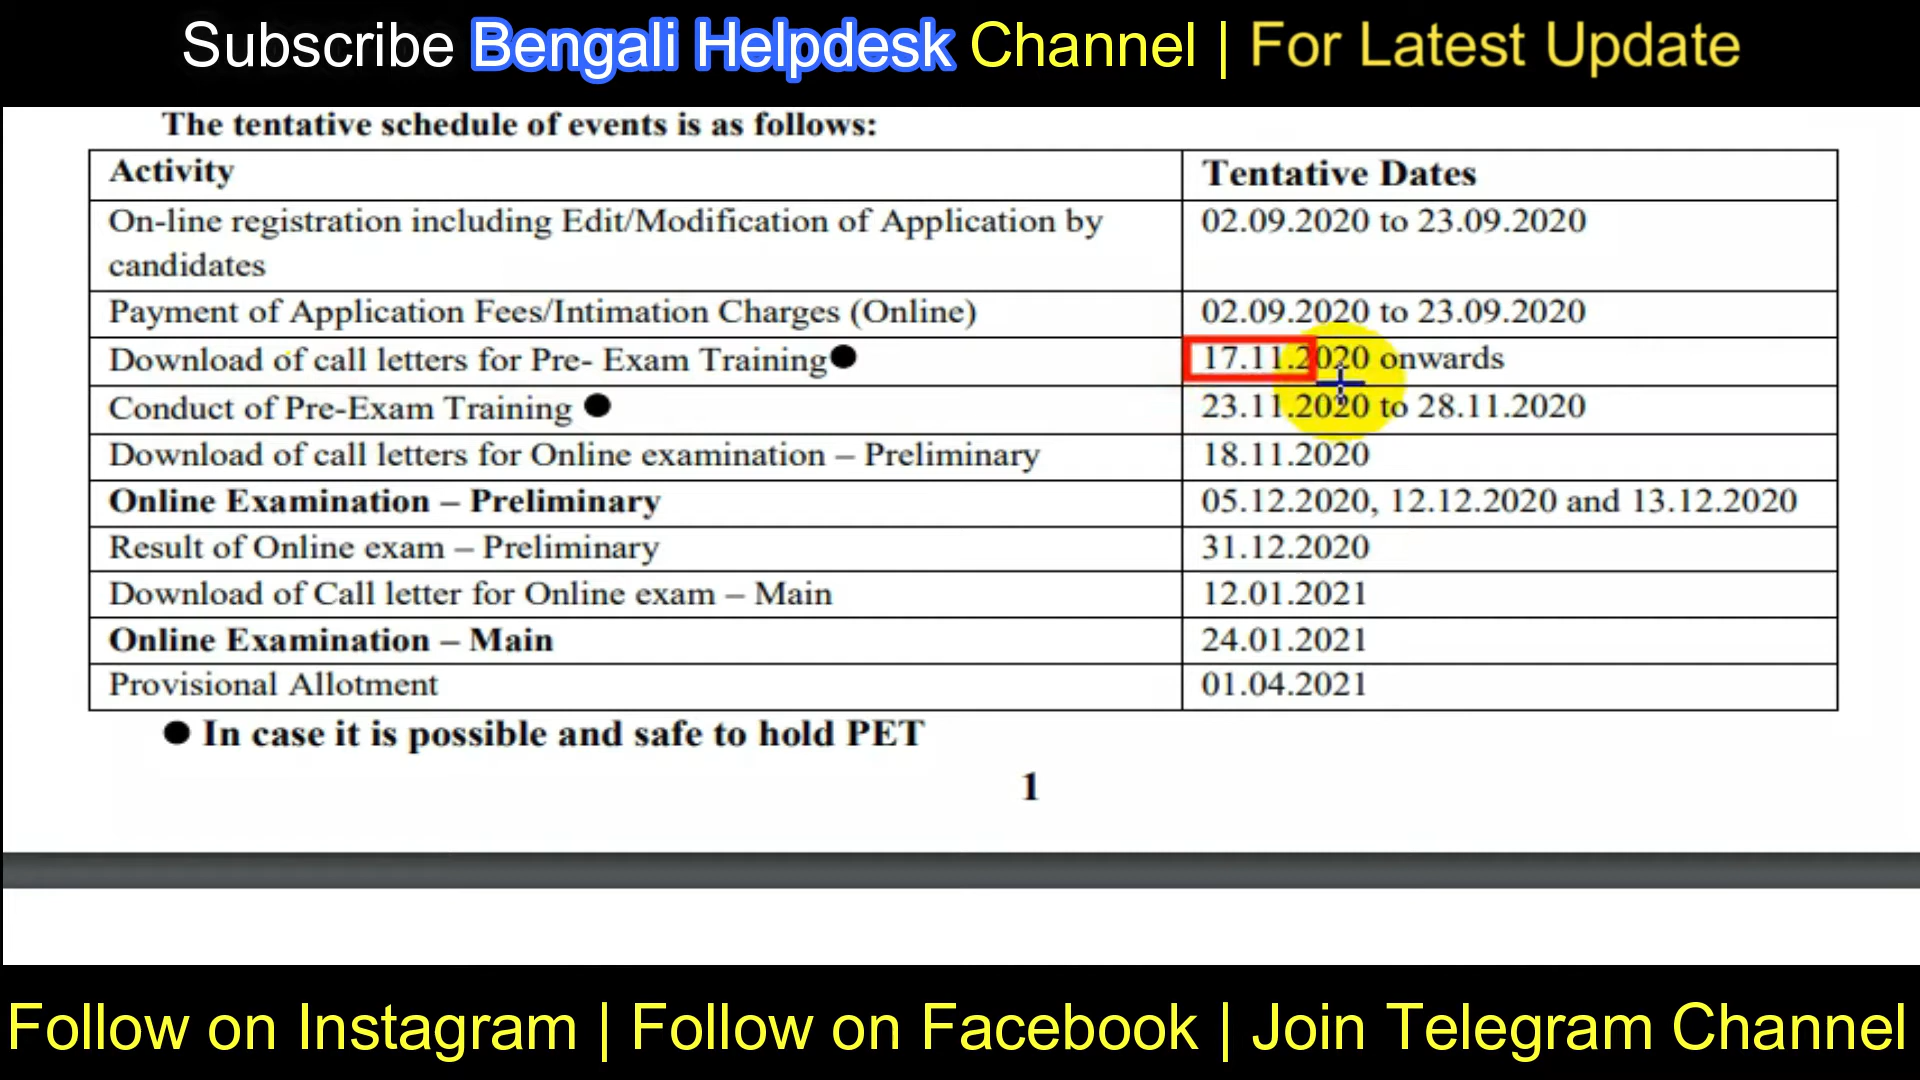 Subscribe Bengali Helpdesk Channel | For Latest Update
The tentative schedule of events is as follows:
Activity Tentative Dates
On-line registration including Edit/Modification of Application by candidates 02.09.2020 to 23.09.2020
Payment of Application Fees/Intimation Charges (Online) 02.09.2020 to 23.09.2020
Download of call letters for Pre- Exam Training● 17.11.2020 onwards
Conduct of Pre-Exam Training ● 23.11.2020 to 28.11.2020
Download of call letters for Online examination – Preliminary 18.11.2020
Online Examination – Preliminary 05.12.2020, 12.12.2020 and 13.12.2020
Result of Online exam – Preliminary 31.12.2020
Download of Call letter for Online exam – Main 12.01.2021
Online Examination – Main 24.01.2021
Provisional Allotment 01.04.2021
● In case it is possible and safe to hold PET
1
Follow on Instagram | Follow on Facebook | Join Telegram Channel